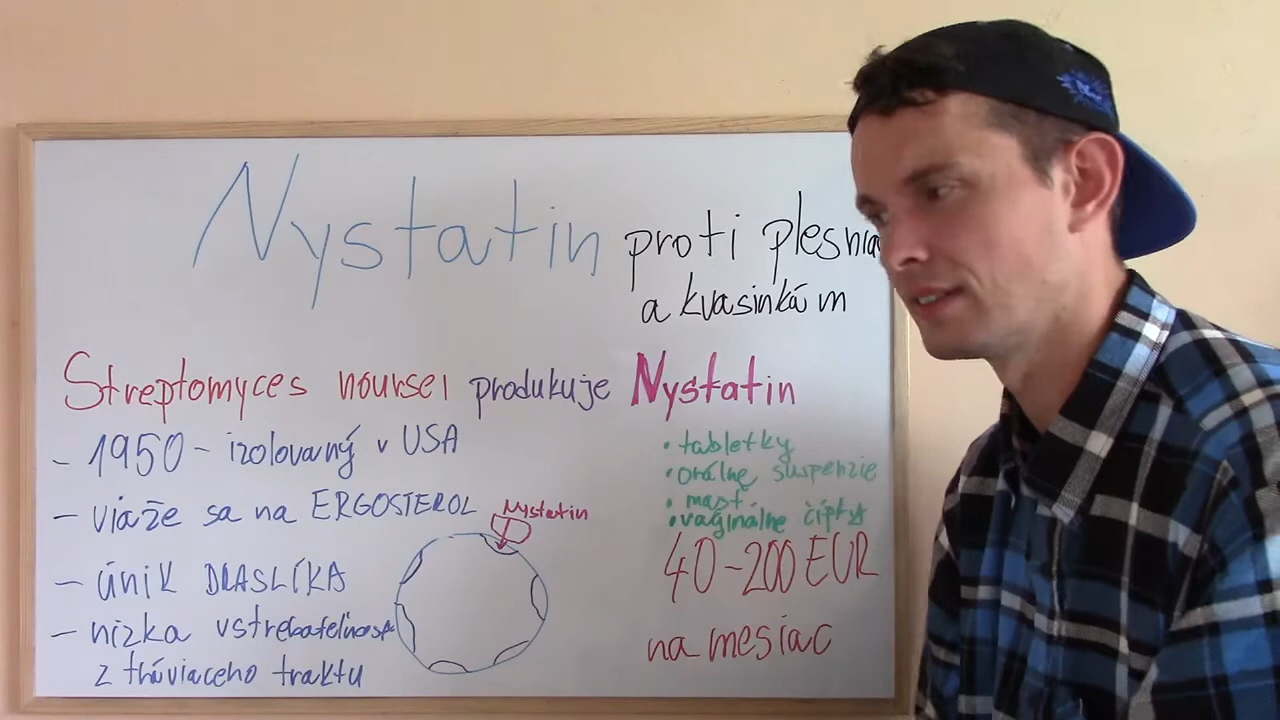 Nystatin proti
a kvasinkám
Streptomyces noursei produkuje Nystatin
- 1950 - izolovaný v USA
- viaže sa na ERGOSTEROL
Nystatin
- únik DRASLÍKA
- nízka vstrebateľnosť
z tráviaceho traktu
• tabletky
• orálne suspenzie
• masť
• vaginálne čípky
40-200 EUR
na mesiac